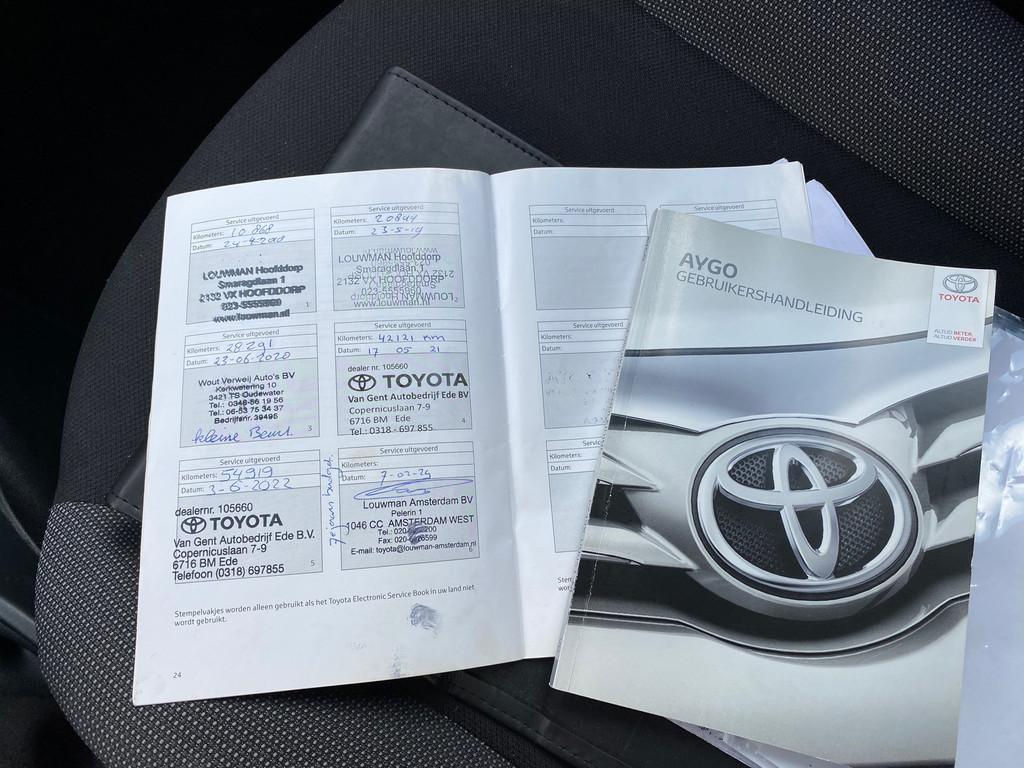 Service uitgevoerd
Kilometers: 10.868
Datum: 24-4-2018
LOUWMAN Hoofddorp
Smaragdlaan 1
2132 VX HOOFDDORP
023-5555960
www.louwman.nl
1
Service uitgevoerd
Kilometers: 20844
Datum: 23-5-19
LOUWMAN Hoofddorp
Smaragdlaan 1
2132 VX HOOFDDORP
023-5555960
www.louwman.nl
2
Service uitgevoerd
Kilometers: 28291
Datum: 23-06-2020
Wout Verweij Auto's BV
Kerkwetering 10
3421 TS Oudewater
Tel.: 0348-56 19 56
Tel.: 06-53 75 34 37
Bedrijfsnr. 39495
kleine Beurt.
3
Service uitgevoerd
Kilometers: 42121 km
Datum: 17 05 21
dealer nr. 105660
TOYOTA
Van Gent Autobedrijf Ede BV
Copernicuslaan 7-9
6716 BM Ede
Tel.: 0318 - 697 855
4
Service uitgevoerd
Kilometers: 54919
Datum: 3-6-2022
dealernr. 105660
TOYOTA
Van Gent Autobedrijf Ede B.V.
Copernicuslaan 7-9
6716 BM Ede
Telefoon (0318) 697855
5
Service uitgevoerd
Kilometers:
Datum: 7-02-24
Louwman Amsterdam BV
Pelerin 1
1046 CC AMSTERDAM WEST
E-mail: toyota@louwman-amsterdam.nl
6
Stempelvakjes worden alleen gebruikt als het Toyota Electronic Service Book in uw land niet
wordt gebruikt.
24
Service uitgevoerd
Kilometers:
Datum:
Service uitgevoerd
Service uitgevoerd
Kilometers:
Datum:
Service
Kilometers:
Datum:
AYGO
GEBRUIKERSHANDLEIDING
TOYOTA
ALTIJD BETER,
ALTIJD VERDER